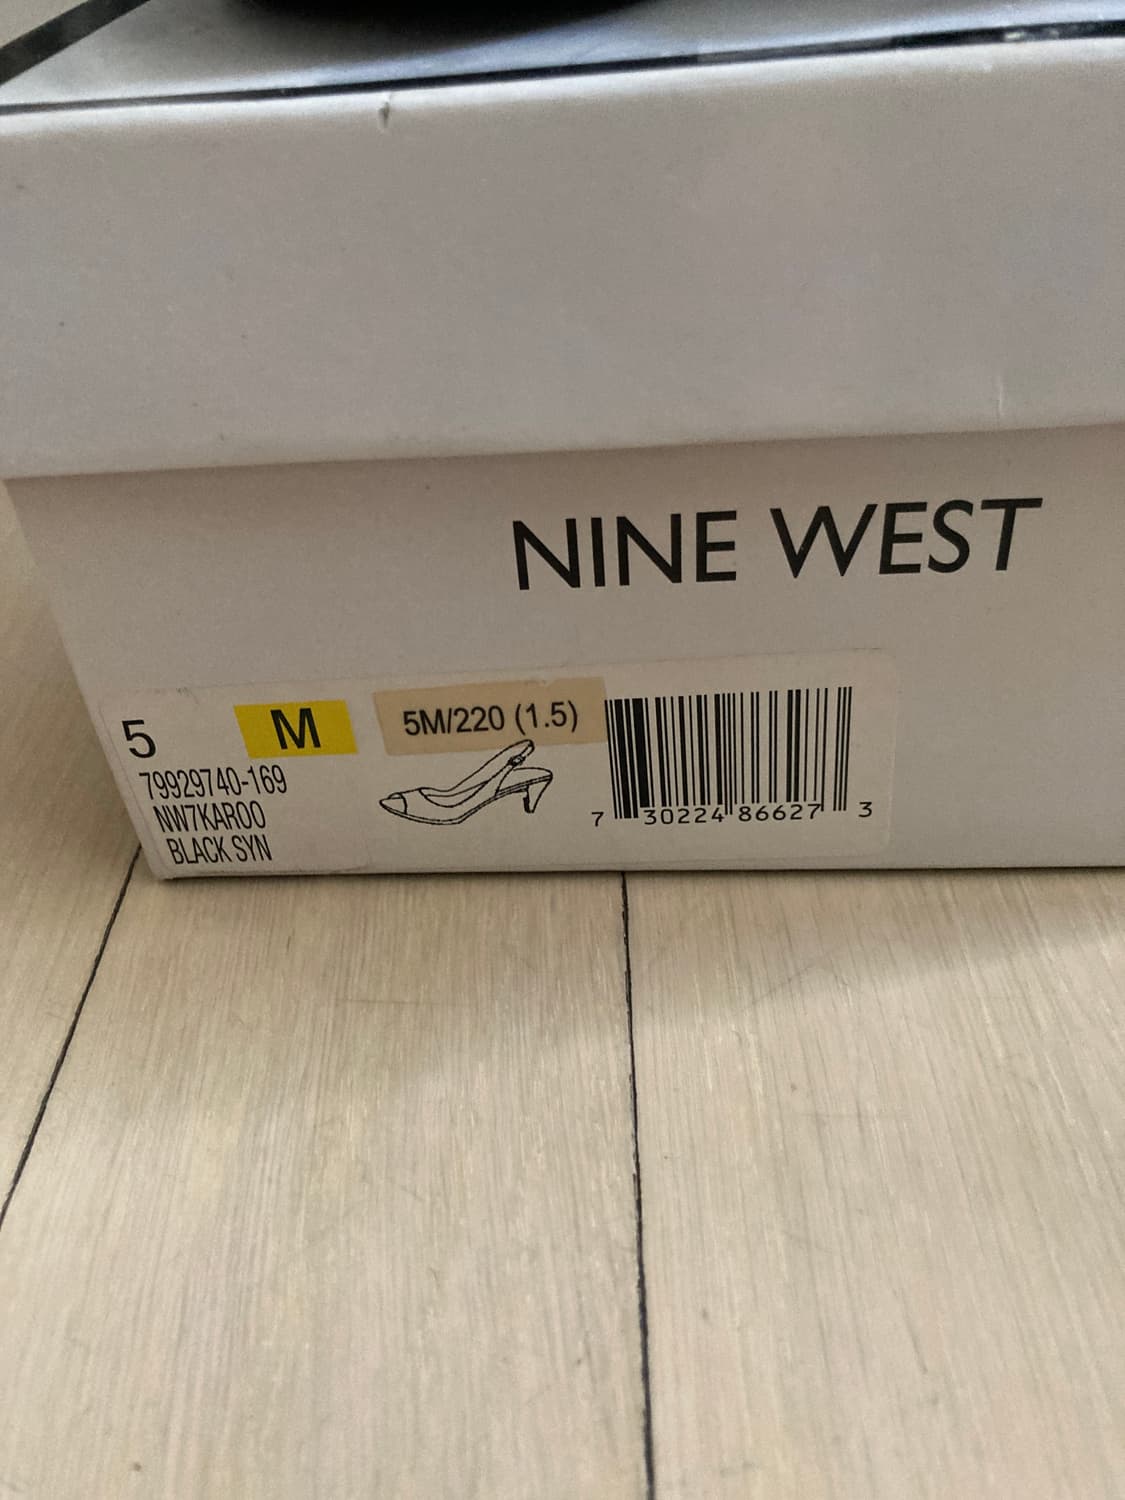 NINE WEST
5 M 5M/220 (1.5)
79929740-169
NW7KAROO
BLACK SYN
7 30224 86627 3